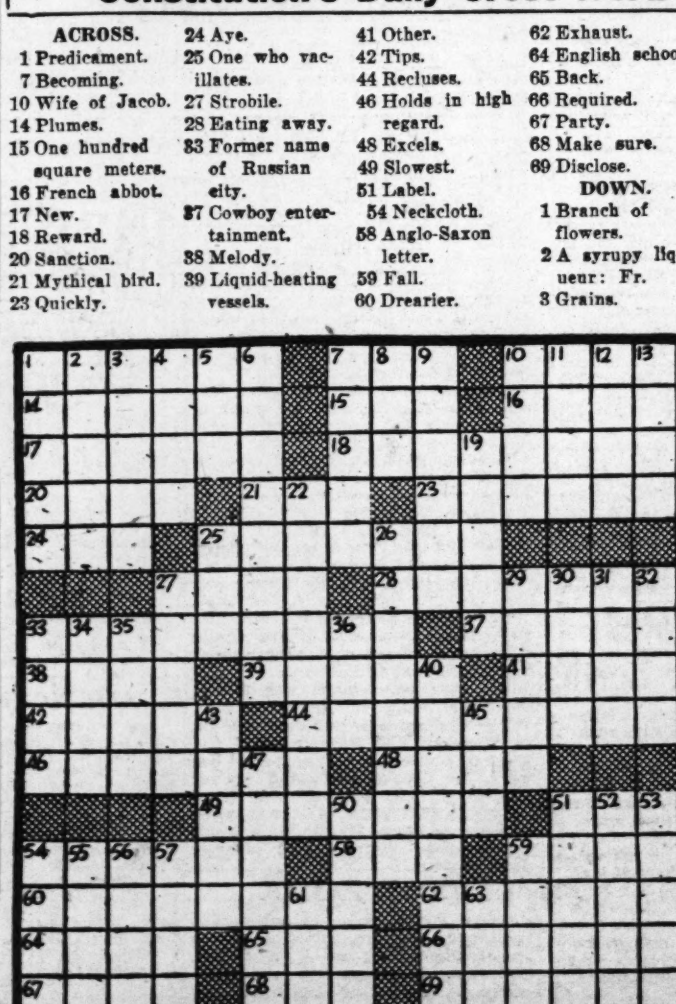 Constitution's Daily
ACROSS.
1 Predicament.
7 Becoming.
10 Wife of Jacob.
14 Plumes.
15 One hundred
square meters.
16 French abbot.
17 New.
18 Reward.
20 Sanction.
21 Mythical bird.
23 Quickly.
24 Aye.
25 One who vac-
illates.
27 Strobile.
28 Eating away.
33 Former name
of Russian
city.
37 Cowboy enter-
tainment.
38 Melody.
39 Liquid-heating
vessels.
41 Other.
42 Tips.
44 Recluses.
46 Holds in high
regard.
48 Excels.
49 Slowest.
51 Label.
54 Neckcloth.
58 Anglo-Saxon
letter.
59 Fall.
60 Drearier.
62 Exhaust.
64 English schoo
65 Back.
66 Required.
67 Party.
68 Make sure.
69 Disclose.
DOWN.
1 Branch of
flowers.
2 A syrupy liq
ueur: Fr.
3 Grains.
1 2 3 4 5 6 7 8 9 10 11 12 13
14 15 16
17 18 19
20 21 22 23
24 25 26
27 28 29 30 31 32
33 34 35 36 37
38 39 40 41
42 43 44 45
46 47 48
49 50 51 52 53
54 55 56 57 58 59
60 61 62 63
64 65 66
67 68 69